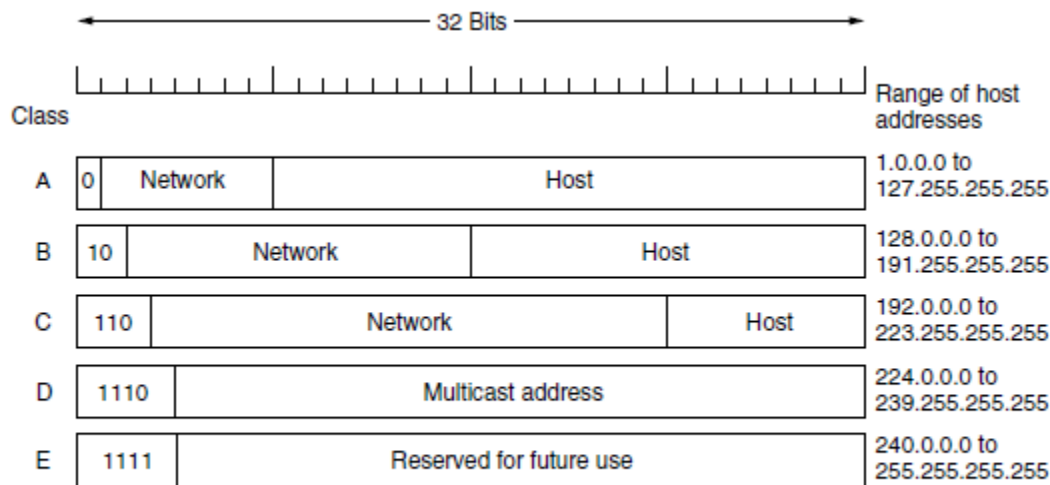 32 Bits
Class
Range of host
addresses
A
0
Network
Host
1.0.0.0 to
127.255.255.255
B
10
Network
Host
128.0.0.0 to
191.255.255.255
C
110
Network
Host
192.0.0.0 to
223.255.255.255
D
1110
Multicast address
224.0.0.0 to
239.255.255.255
E
1111
Reserved for future use
240.0.0.0 to
255.255.255.255